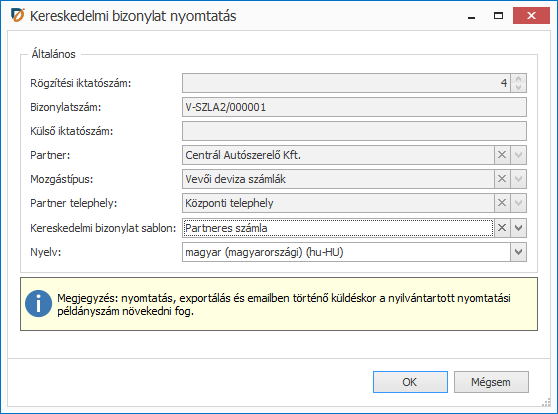 Kereskedelmi bizonylat nyomtatás
Általános
Rögzítési iktatószám: 4
Bizonylatszám: V-SZLA2/000001
Külső iktatószám:
Partner: Centrál Autószerelő Kft.
Mozgástípus: Vevői deviza számlák
Partner telephely: Központi telephely
Kereskedelmi bizonylat sablon: Partneres számla
Nyelv: magyar (magyarországi) (hu-HU)
Megjegyzés: nyomtatás, exportálás és emailben történő küldéskor a nyilvántartott nyomtatási
példányszám növekedni fog.
OK Mégsem